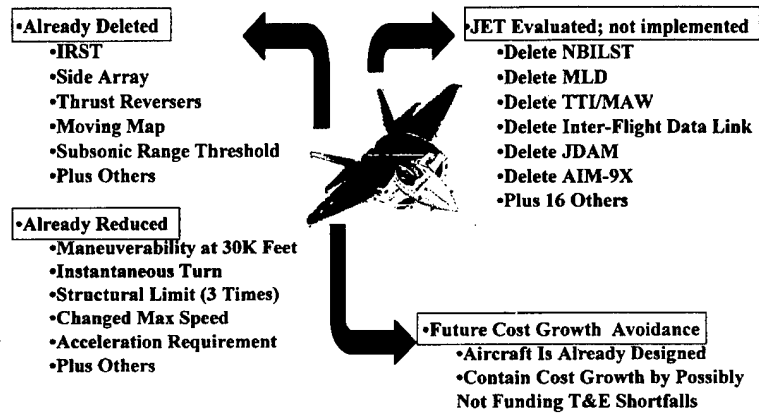 •Already Deleted
•IRST
•Side Array
•Thrust Reversers
•Moving Map
•Subsonic Range Threshold
•Plus Others
•Already Reduced
•Maneuverability at 30K Feet
•Instantaneous Turn
•Structural Limit (3 Times)
•Changed Max Speed
•Acceleration Requirement
•Plus Others
•JET Evaluated; not implemented
•Delete NBILST
•Delete MLD
•Delete TTI/MAW
•Delete Inter-Flight Data Link
•Delete JDAM
•Delete AIM-9X
•Plus 16 Others
•Future Cost Growth Avoidance
•Aircraft Is Already Designed
•Contain Cost Growth by Possibly
Not Funding T&E Shortfalls